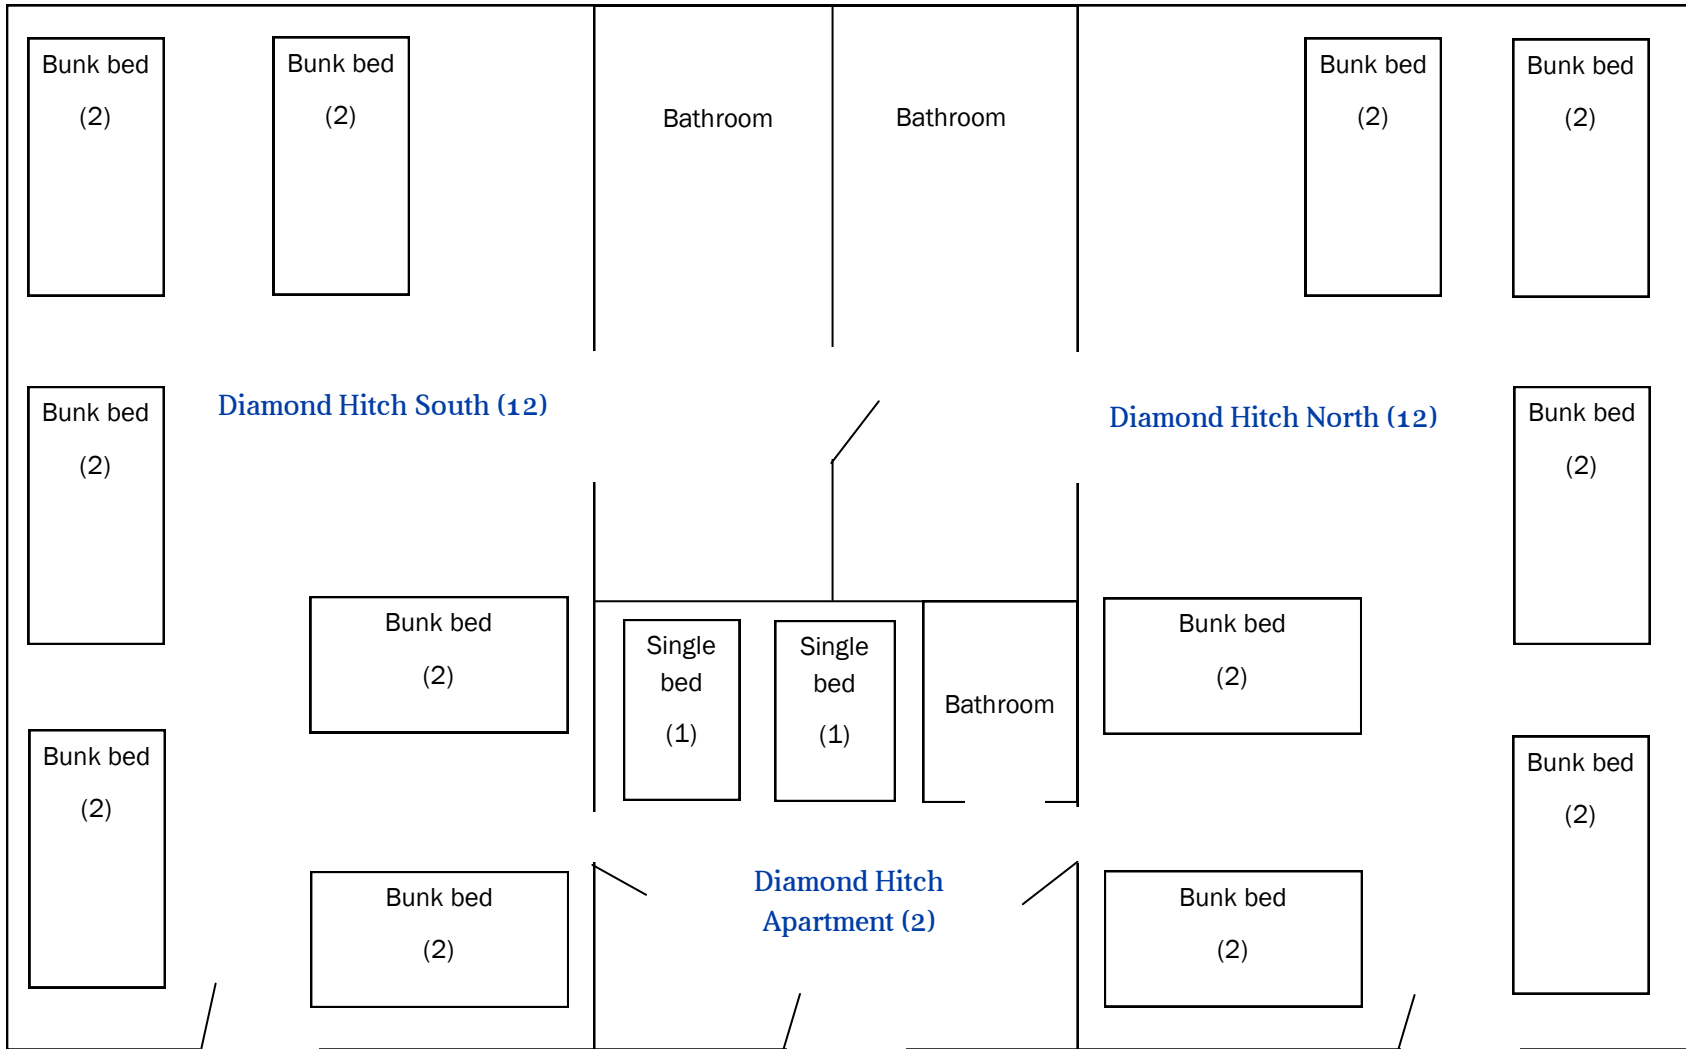 Bunk bed
(2)
Bunk bed
(2)
Bathroom
Bathroom
Bunk bed
(2)
Bunk bed
(2)
Bunk bed
(2)
Diamond Hitch South (12)
Diamond Hitch North (12)
Bunk bed
(2)
Bunk bed
(2)
Single
bed
(1)
Single
bed
(1)
Bathroom
Bunk bed
(2)
Bunk bed
(2)
Bunk bed
(2)
Bunk bed
(2)
Diamond Hitch
Apartment (2)
Bunk bed
(2)